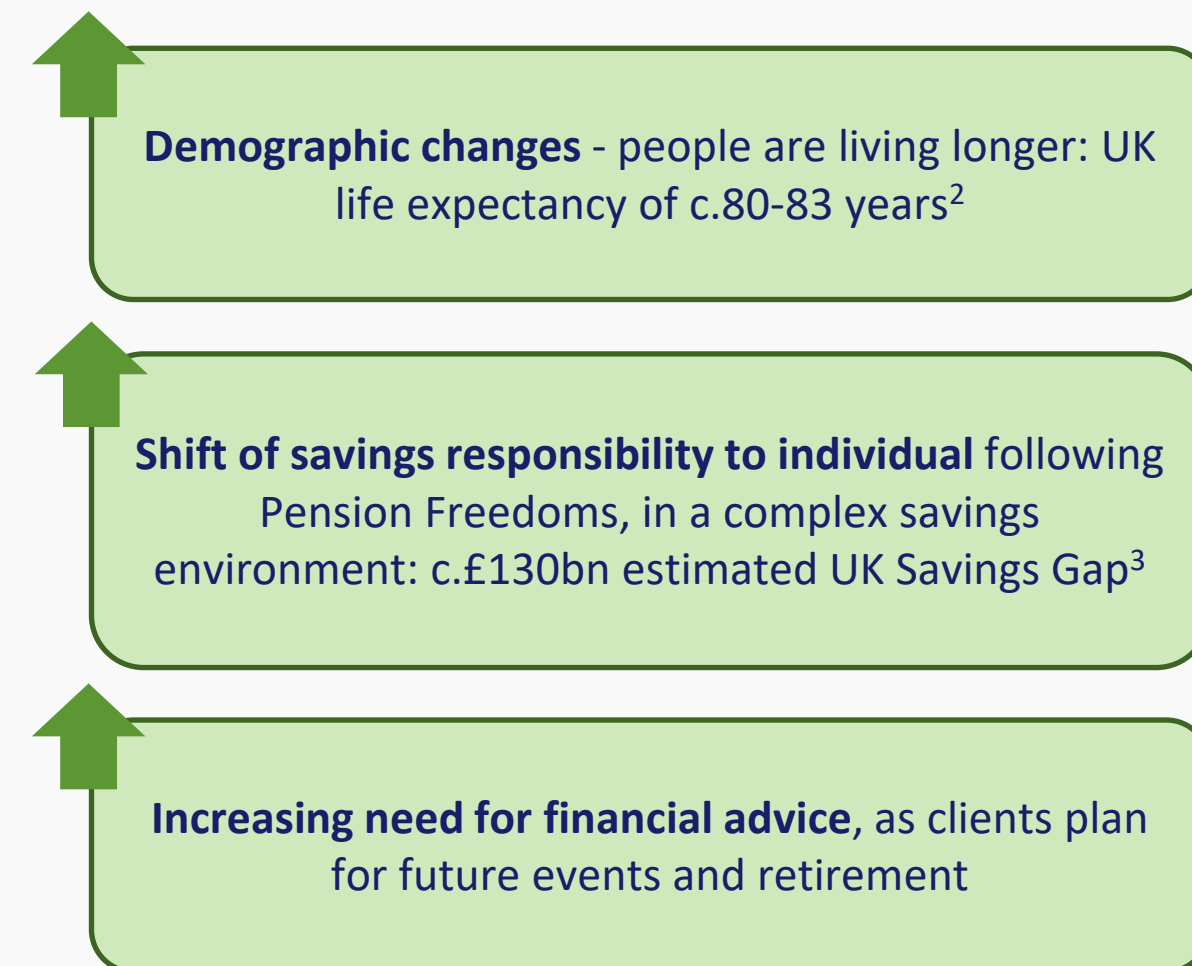 Demographic changes - people are living longer: UK
life expectancy of c.80-83 years²
Shift of savings responsibility to individual following
Pension Freedoms, in a complex savings
environment: c.£130bn estimated UK Savings Gap³
Increasing need for financial advice, as clients plan
for future events and retirement